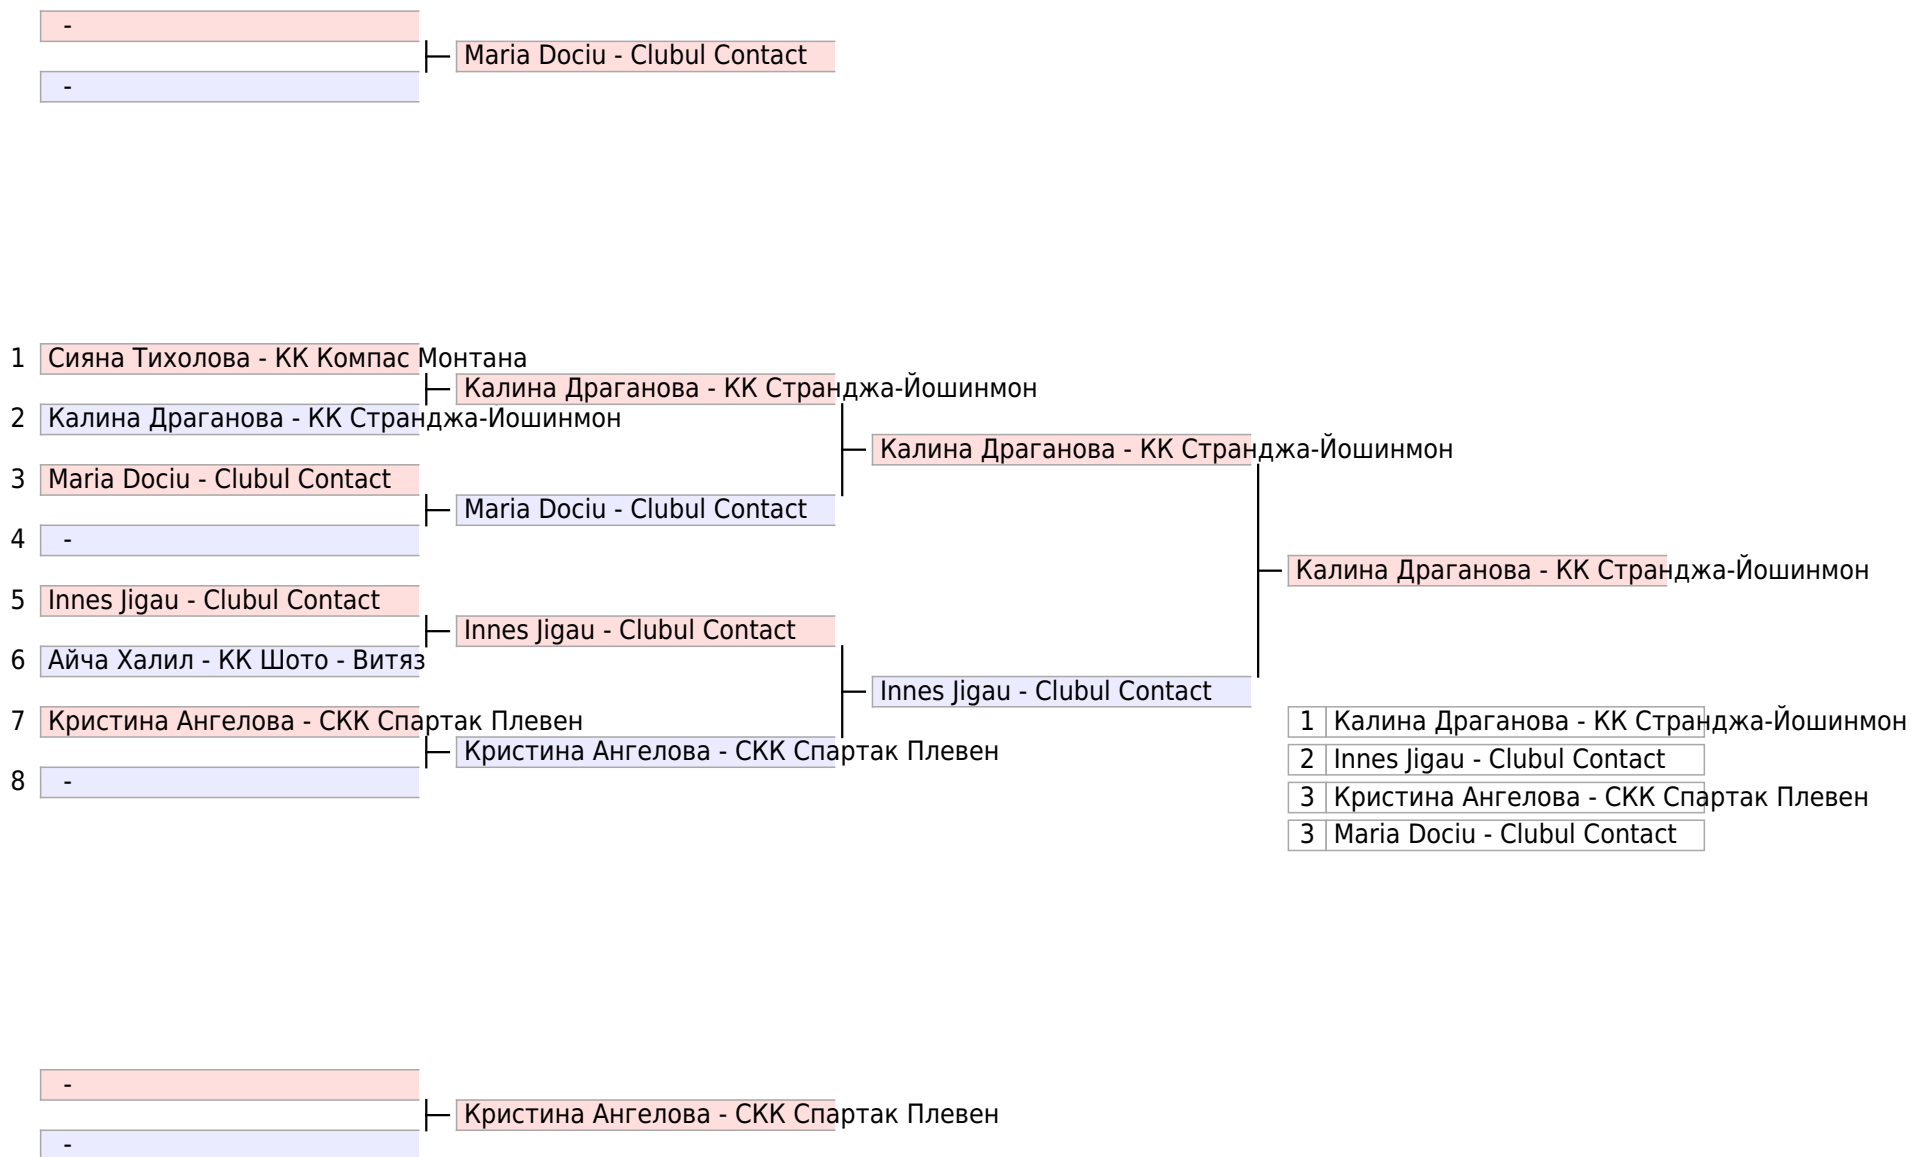 -
Maria Dociu - Clubul Contact
-
1 Сияна Тихолова - КК Компас Монтана
Калина Драганова - КК Странджа-Йошинмон
2 Калина Драганова - КК Странджа-Йошинмон
Калина Драганова - КК Странджа-Йошинмон
3 Maria Dociu - Clubul Contact
Maria Dociu - Clubul Contact
4 -
Калина Драганова - КК Странджа-Йошинмон
5 Innes Jigau - Clubul Contact
Innes Jigau - Clubul Contact
6 Айча Халил - КК Шото - Витяз
Innes Jigau - Clubul Contact
7 Кристина Ангелова - СКК Спартак Плевен
1 Калина Драганова - КК Странджа-Йошинмон
Кристина Ангелова - СКК Спартак Плевен
2 Innes Jigau - Clubul Contact
8 -
3 Кристина Ангелова - СКК Спартак Плевен
3 Maria Dociu - Clubul Contact
-
Кристина Ангелова - СКК Спартак Плевен
-